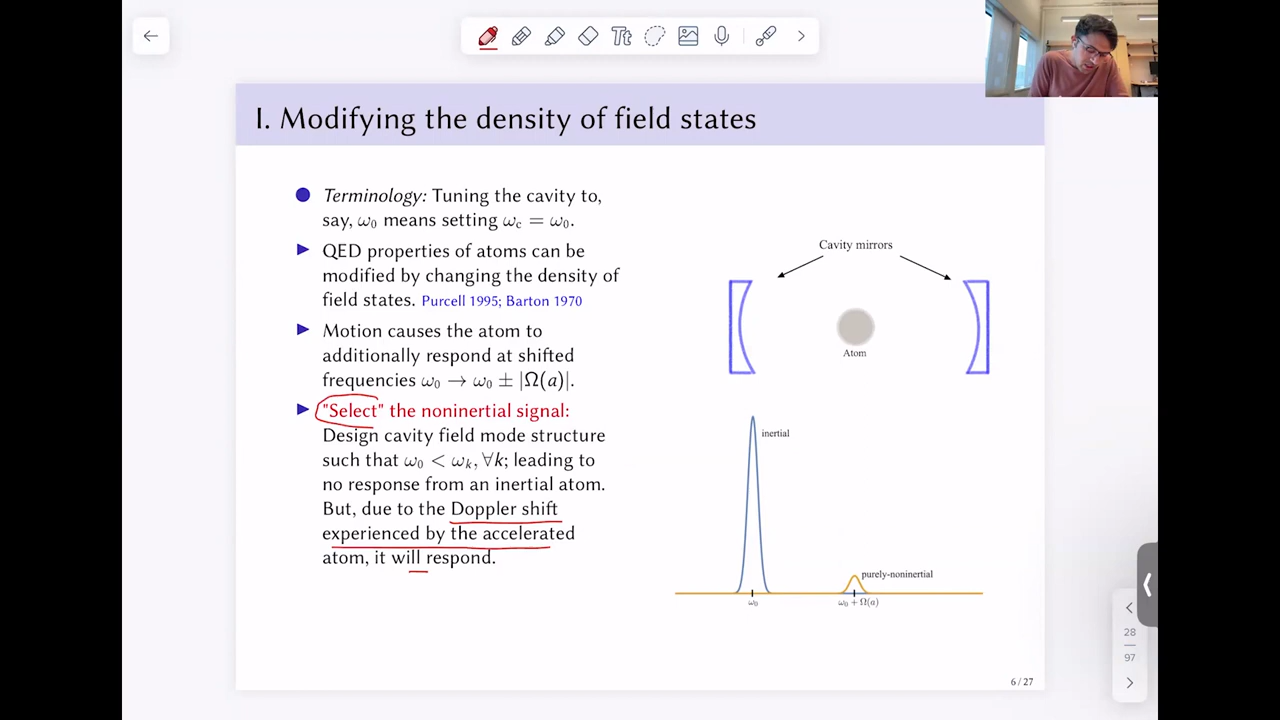 Tt
I. Modifying the density of field states
Terminology: Tuning the cavity to,
say, ω₀ means setting ω_c = ω₀.
QED properties of atoms can be
modified by changing the density of
field states. Purcell 1995; Barton 1970
Motion causes the atom to
additionally respond at shifted
frequencies ω₀ → ω₀ ± |Ω(a)|.
"Select" the noninertial signal:
Design cavity field mode structure
such that ω₀ < ω_k, ∀k; leading to
no response from an inertial atom.
But, due to the Doppler shift
experienced by the accelerated
atom, it will respond.
Cavity mirrors
Atom
inertial
purely-noninertial
ω₀
ω₀ + Ω(a)
6 / 27
28
97